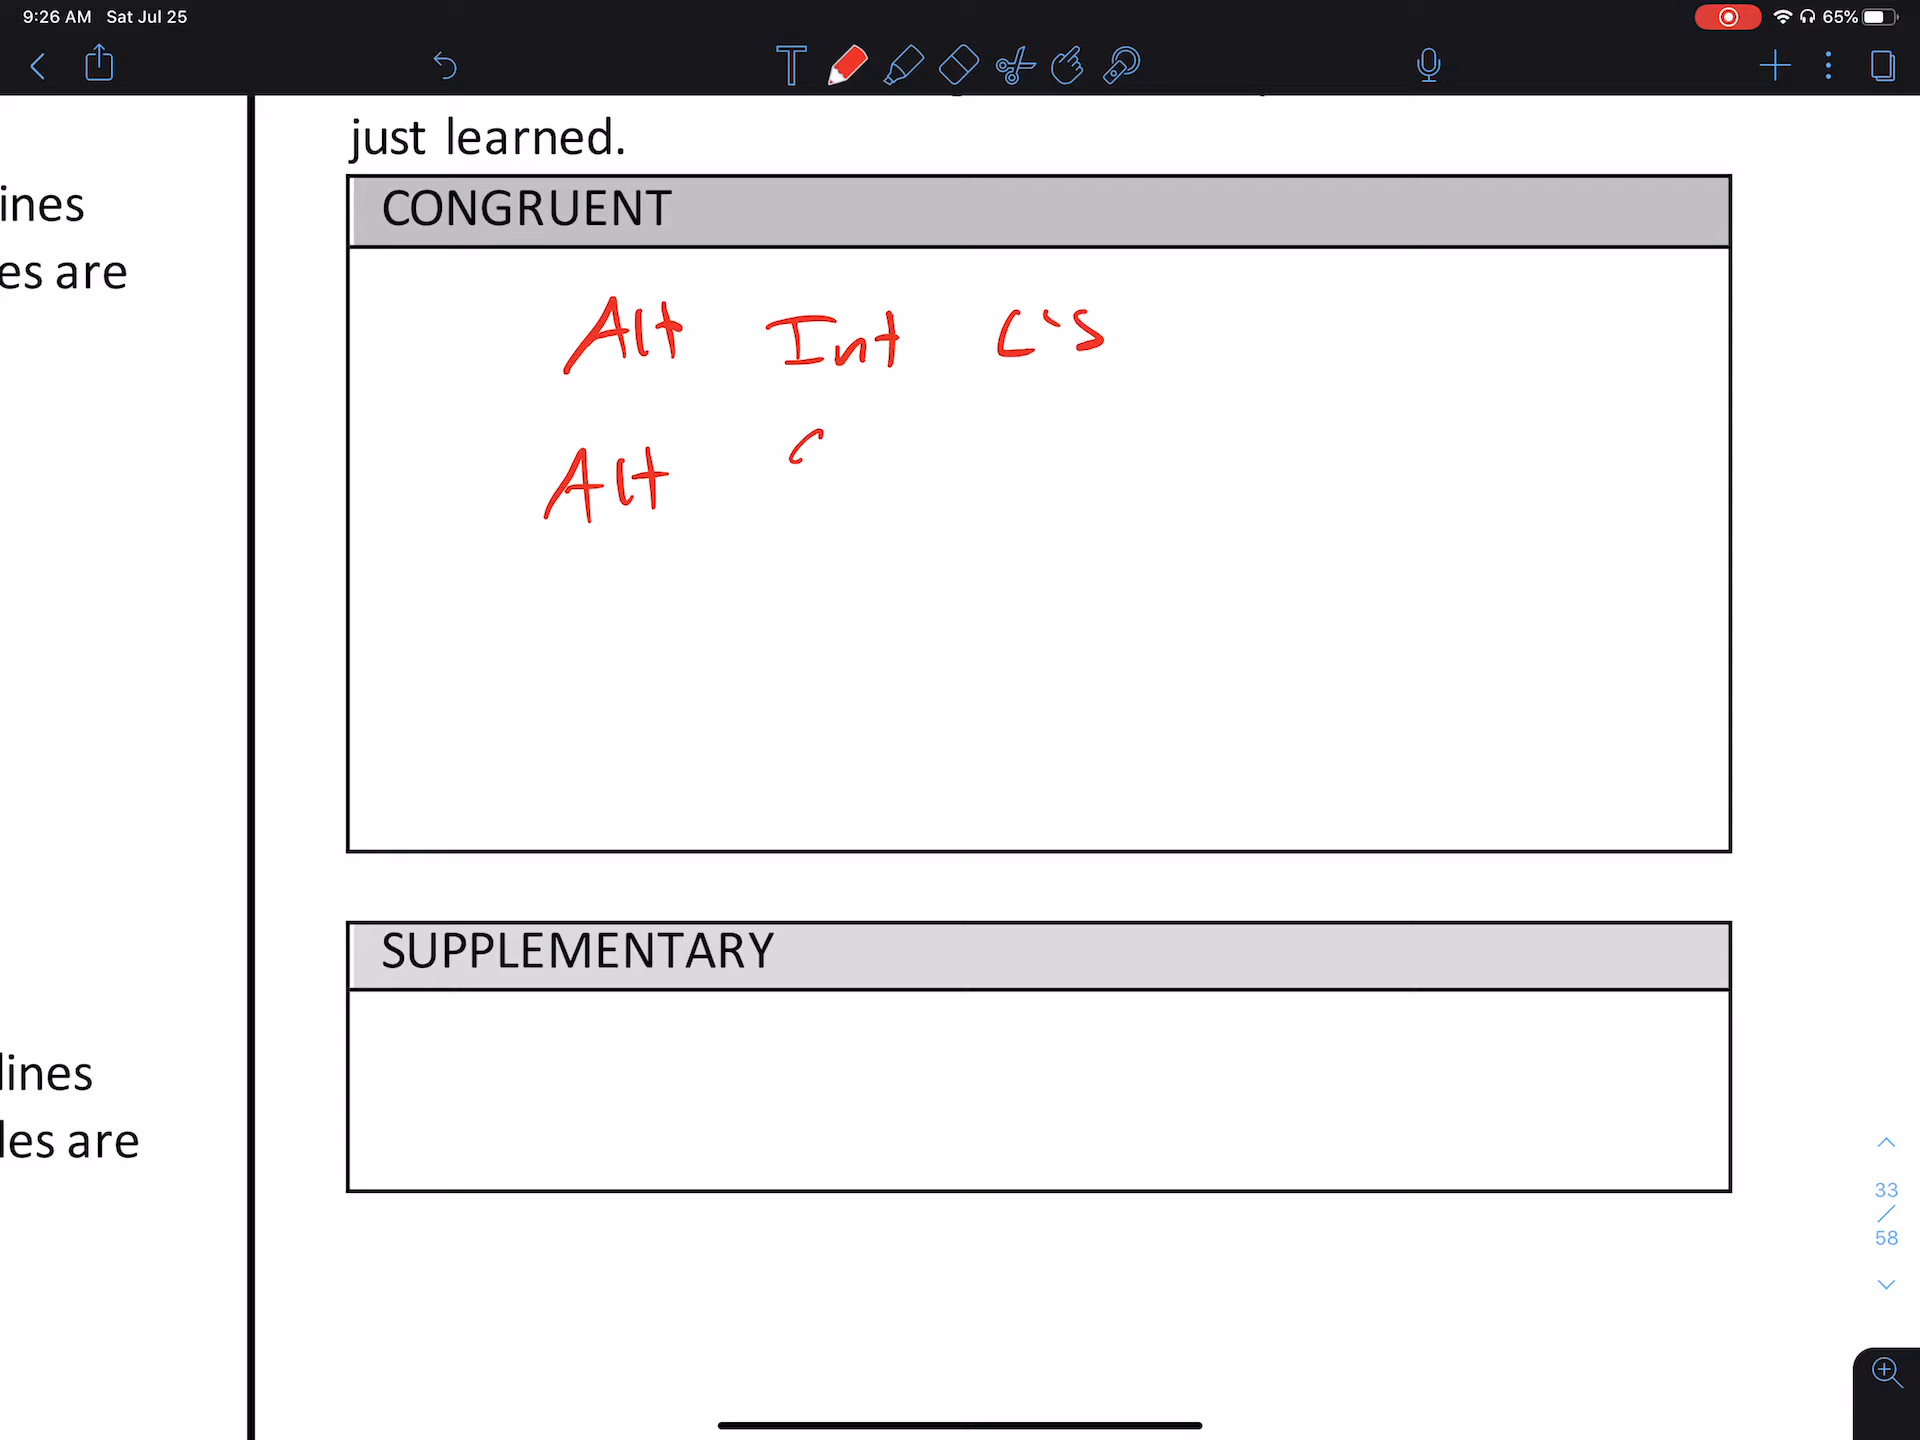 9:26 AM Sat Jul 25
65%
just learned.
ines
es are
CONGRUENT
Alt Int L's
Alt
SUPPLEMENTARY
lines
les are
33
/
58